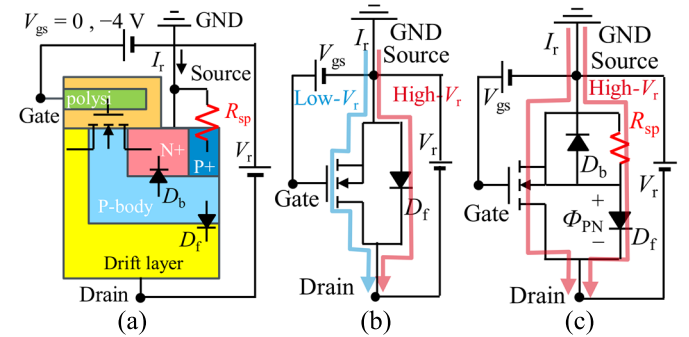 V_gs = 0 , −4 V
GND
I_r
Source
polysi
Gate
R_sp
N+
P+
V_r
D_b
P-body
D_f
Drift layer
Drain
(a)
GND
I_r
Source
V_gs
Low-V_r
High-V_r
V_r
Gate
D_f
Drain
(b)
I_r
GND
Source
High-V_r
V_gs
R_sp
D_b
V_r
Gate
+
Φ_PN
−
D_f
Drain
(c)